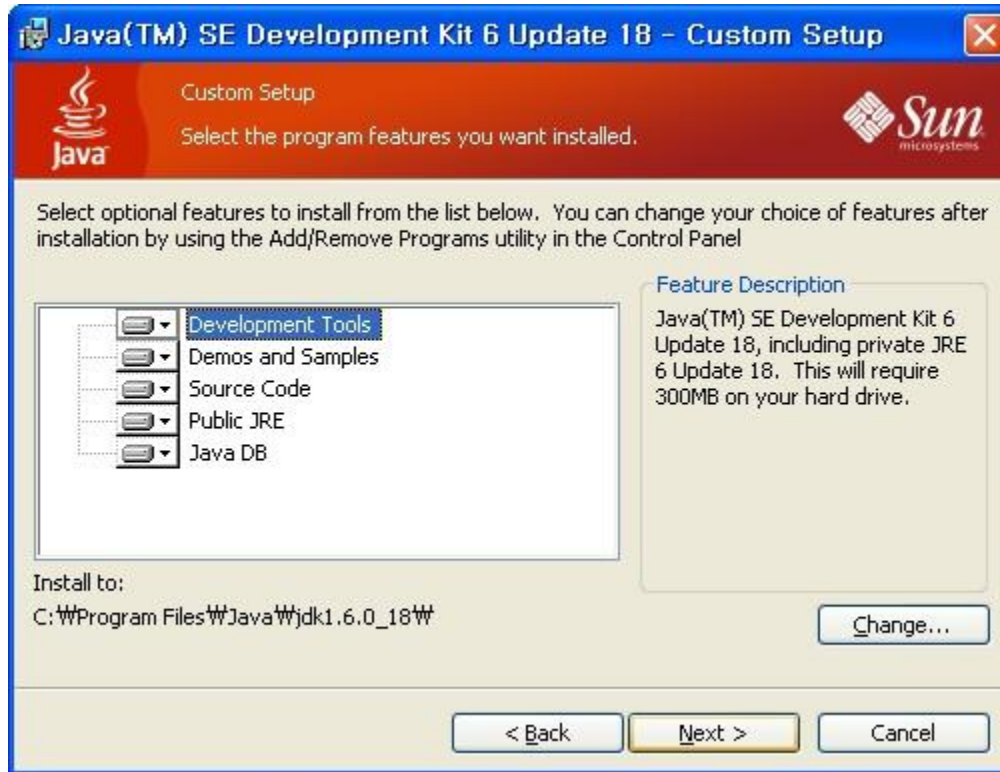 Java(TM) SE Development Kit 6 Update 18 - Custom Setup
Custom Setup
Select the program features you want installed.
Java
Sun
microsystems
Select optional features to install from the list below.  You can change your choice of features after
installation by using the Add/Remove Programs utility in the Control Panel
Development Tools
Demos and Samples
Source Code
Public JRE
Java DB
Feature Description
Java(TM) SE Development Kit 6
Update 18, including private JRE
6 Update 18.  This will require
300MB on your hard drive.
Install to:
C:₩Program Files₩Java₩jdk1.6.0_18₩
Change...
< Back
Next >
Cancel